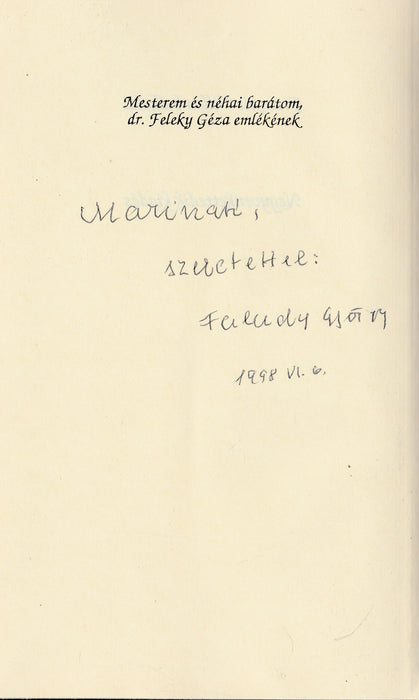 Mesterem és néhai barátom,
dr. Feleky Géza emlékének
Marinak,
szeretettel:
Faludy György
1998 VI. 6.